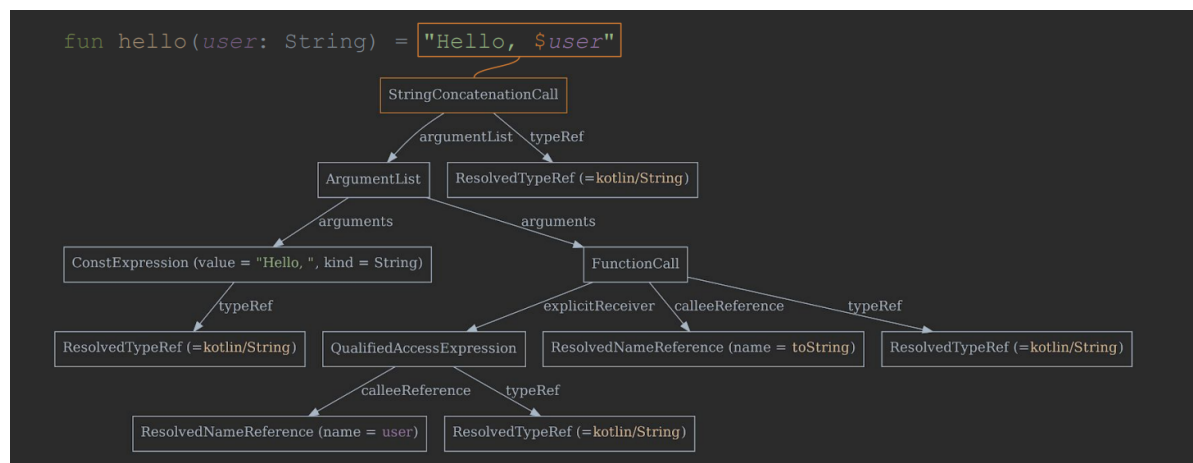 fun hello(user: String) = "Hello, $user"
StringConcatenationCall
argumentList typeRef
ArgumentList ResolvedTypeRef (=kotlin/String)
arguments arguments
ConstExpression (value = "Hello, ", kind = String) FunctionCall
typeRef explicitReceiver calleeReference typeRef
ResolvedTypeRef (=kotlin/String) QualifiedAccessExpression ResolvedNameReference (name = toString) ResolvedTypeRef (=kotlin/String)
calleeReference typeRef
ResolvedNameReference (name = user) ResolvedTypeRef (=kotlin/String)